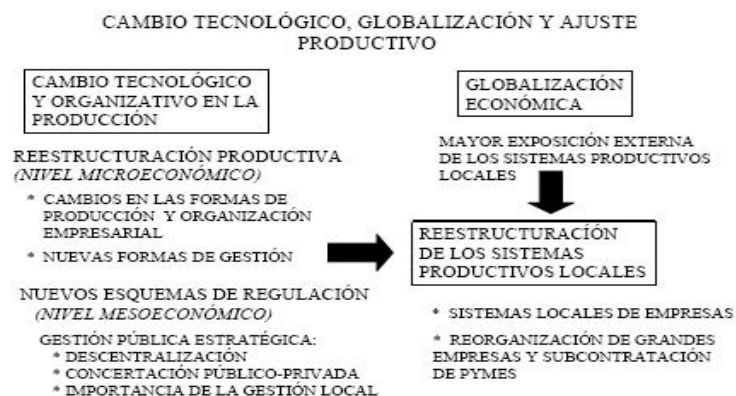 CAMBIO TECNOLÓGICO, GLOBALIZACIÓN Y AJUSTE
PRODUCTIVO
CAMBIO TECNOLÓGICO
Y ORGANIZATIVO EN LA
PRODUCCIÓN
REESTRUCTURACIÓN PRODUCTIVA
(NIVEL MICROECONÓMICO)
* CAMBIOS EN LAS FORMAS DE
PRODUCCIÓN Y ORGANIZACIÓN
EMPRESARIAL
* NUEVAS FORMAS DE GESTIÓN
NUEVOS ESQUEMAS DE REGULACIÓN
(NIVEL MESOECONÓMICO)
GESTIÓN PÚBLICA ESTRATÉGICA:
* DESCENTRALIZACIÓN
* CONCERTACIÓN PÚBLICO-PRIVADA
* IMPORTANCIA DE LA GESTIÓN LOCAL
GLOBALIZACIÓN
ECONÓMICA
MAYOR EXPOSICIÓN EXTERNA
DE LOS SISTEMAS PRODUCTIVOS
LOCALES
REESTRUCTURACÍÓN
DE LOS SISTEMAS
PRODUCTIVOS LOCALES
* SISTEMAS LOCALES DE EMPRESAS
* REORGANIZACIÓN DE GRANDES
EMPRESAS Y SUBCONTRATACIÓN
DE PYMES